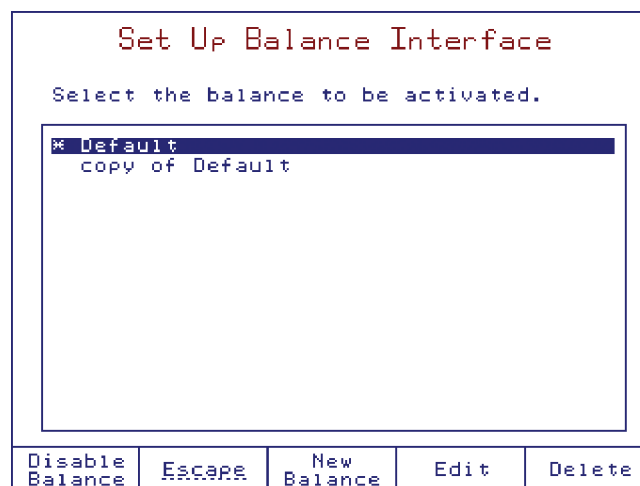 Set Up Balance Interface
Select the balance to be activated.
* Default
copy of Default
Disable Balance
Escape
New Balance
Edit
Delete